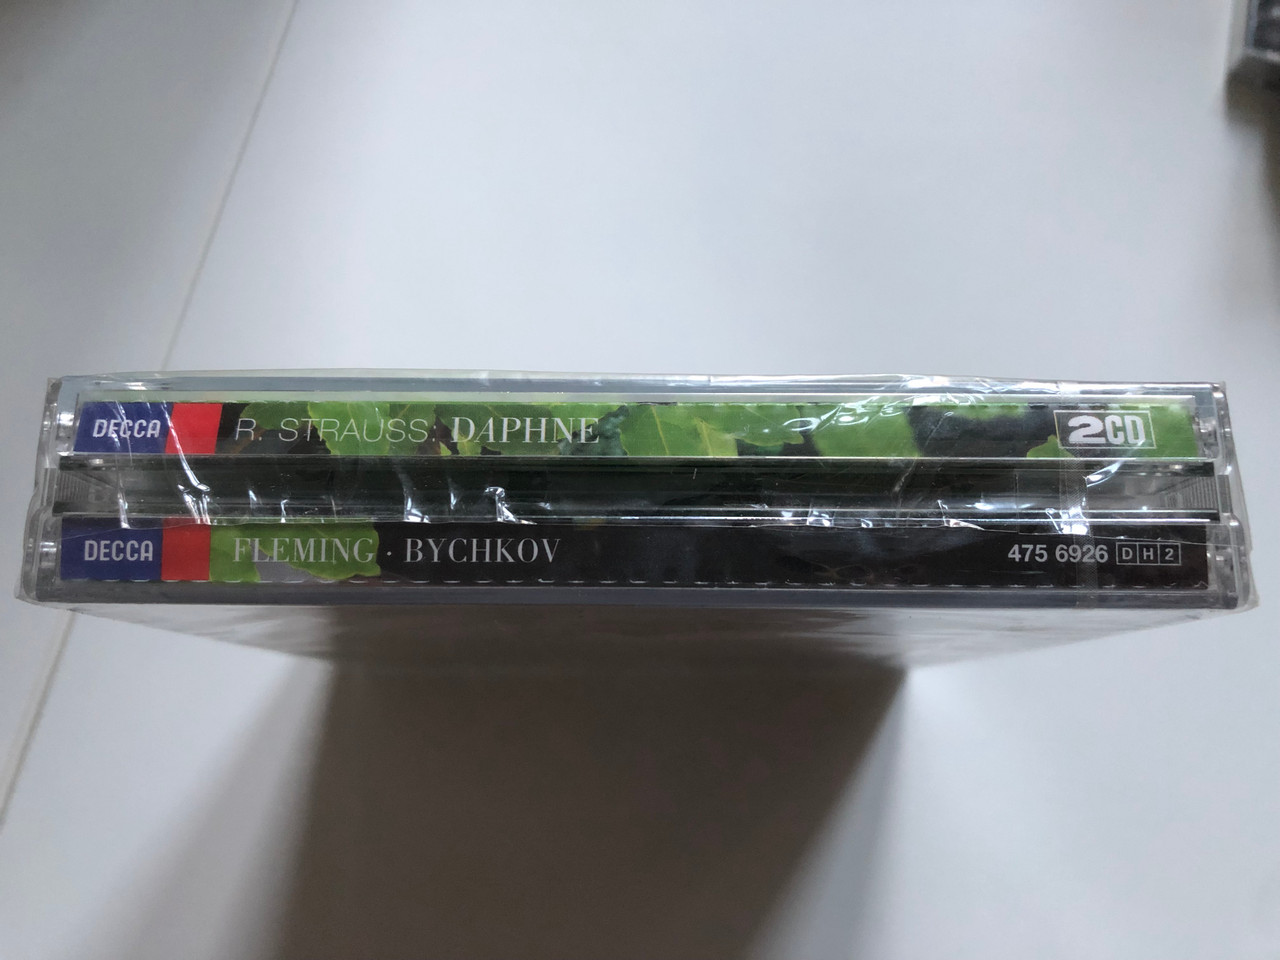 DECCA R. STRAUSS: DAPHNE 2CD
DECCA FLEMING · BYCHKOV 475 6926 DH2